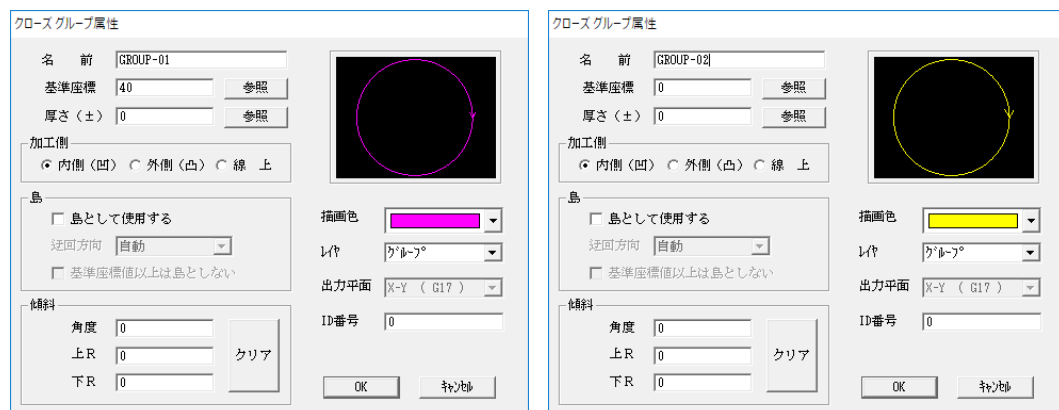 クローズ グループ属性
名　前 GROUP-01
基準座標 40 参照
厚さ（±） 0 参照
加工側
内側（凹） 外側（凸） 線　上
島
島として使用する
迂回方向 自動
基準座標値以上は島としない
傾斜
角度 0
上R 0
下R 0
クリア
描画色
レイヤ グループ
出力平面 X-Y ( G17 )
ID番号 0
OK キャンセル
クローズ グループ属性
名　前 GROUP-02
基準座標 0 参照
厚さ（±） 0 参照
加工側
内側（凹） 外側（凸） 線　上
島
島として使用する
迂回方向 自動
基準座標値以上は島としない
傾斜
角度 0
上R 0
下R 0
クリア
描画色
レイヤ グループ
出力平面 X-Y ( G17 )
ID番号 0
OK キャンセル